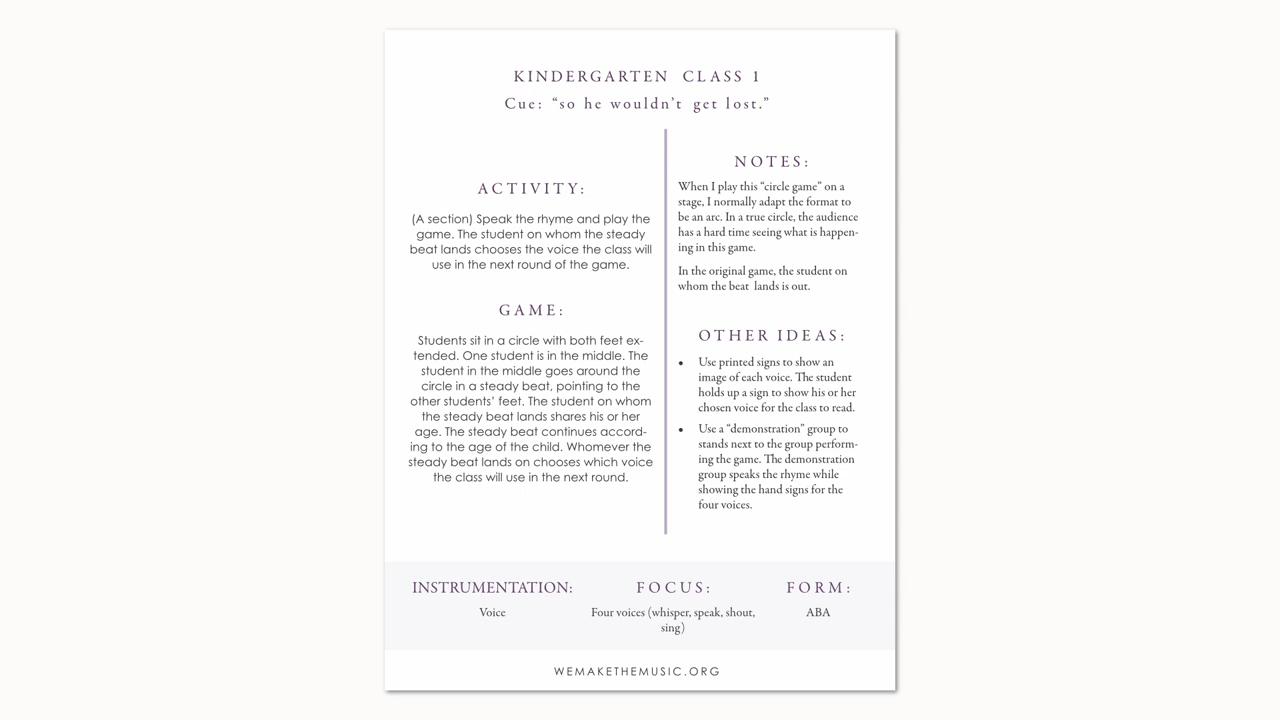 KINDERGARTEN CLASS 1
Cue: “so he wouldn’t get lost.”
ACTIVITY:
(A section) Speak the rhyme and play the
game. The student on whom the steady
beat lands chooses the voice the class will
use in the next round of the game.
GAME:
Students sit in a circle with both feet ex-
tended. One student is in the middle. The
student in the middle goes around the
circle in a steady beat, pointing to the
other students’ feet. The student on whom
the steady beat lands shares his or her
age. The steady beat continues accord-
ing to the age of the child. Whomever the
steady beat lands on chooses which voice
the class will use in the next round.
NOTES:
When I play this “circle game” on a
stage, I normally adapt the format to
be an arc. In a true circle, the audience
has a hard time seeing what is happen-
ing in this game.
In the original game, the student on
whom the beat lands is out.
OTHER IDEAS:
• Use printed signs to show an
image of each voice. The student
holds up a sign to show his or her
chosen voice for the class to read.
• Use a “demonstration” group to
stands next to the group perform-
ing the game. The demonstration
group speaks the rhyme while
showing the hand signs for the
four voices.
INSTRUMENTATION:
Voice
FOCUS:
Four voices (whisper, speak, shout,
sing)
FORM:
ABA
WEMAKETHEMUSIC.ORG